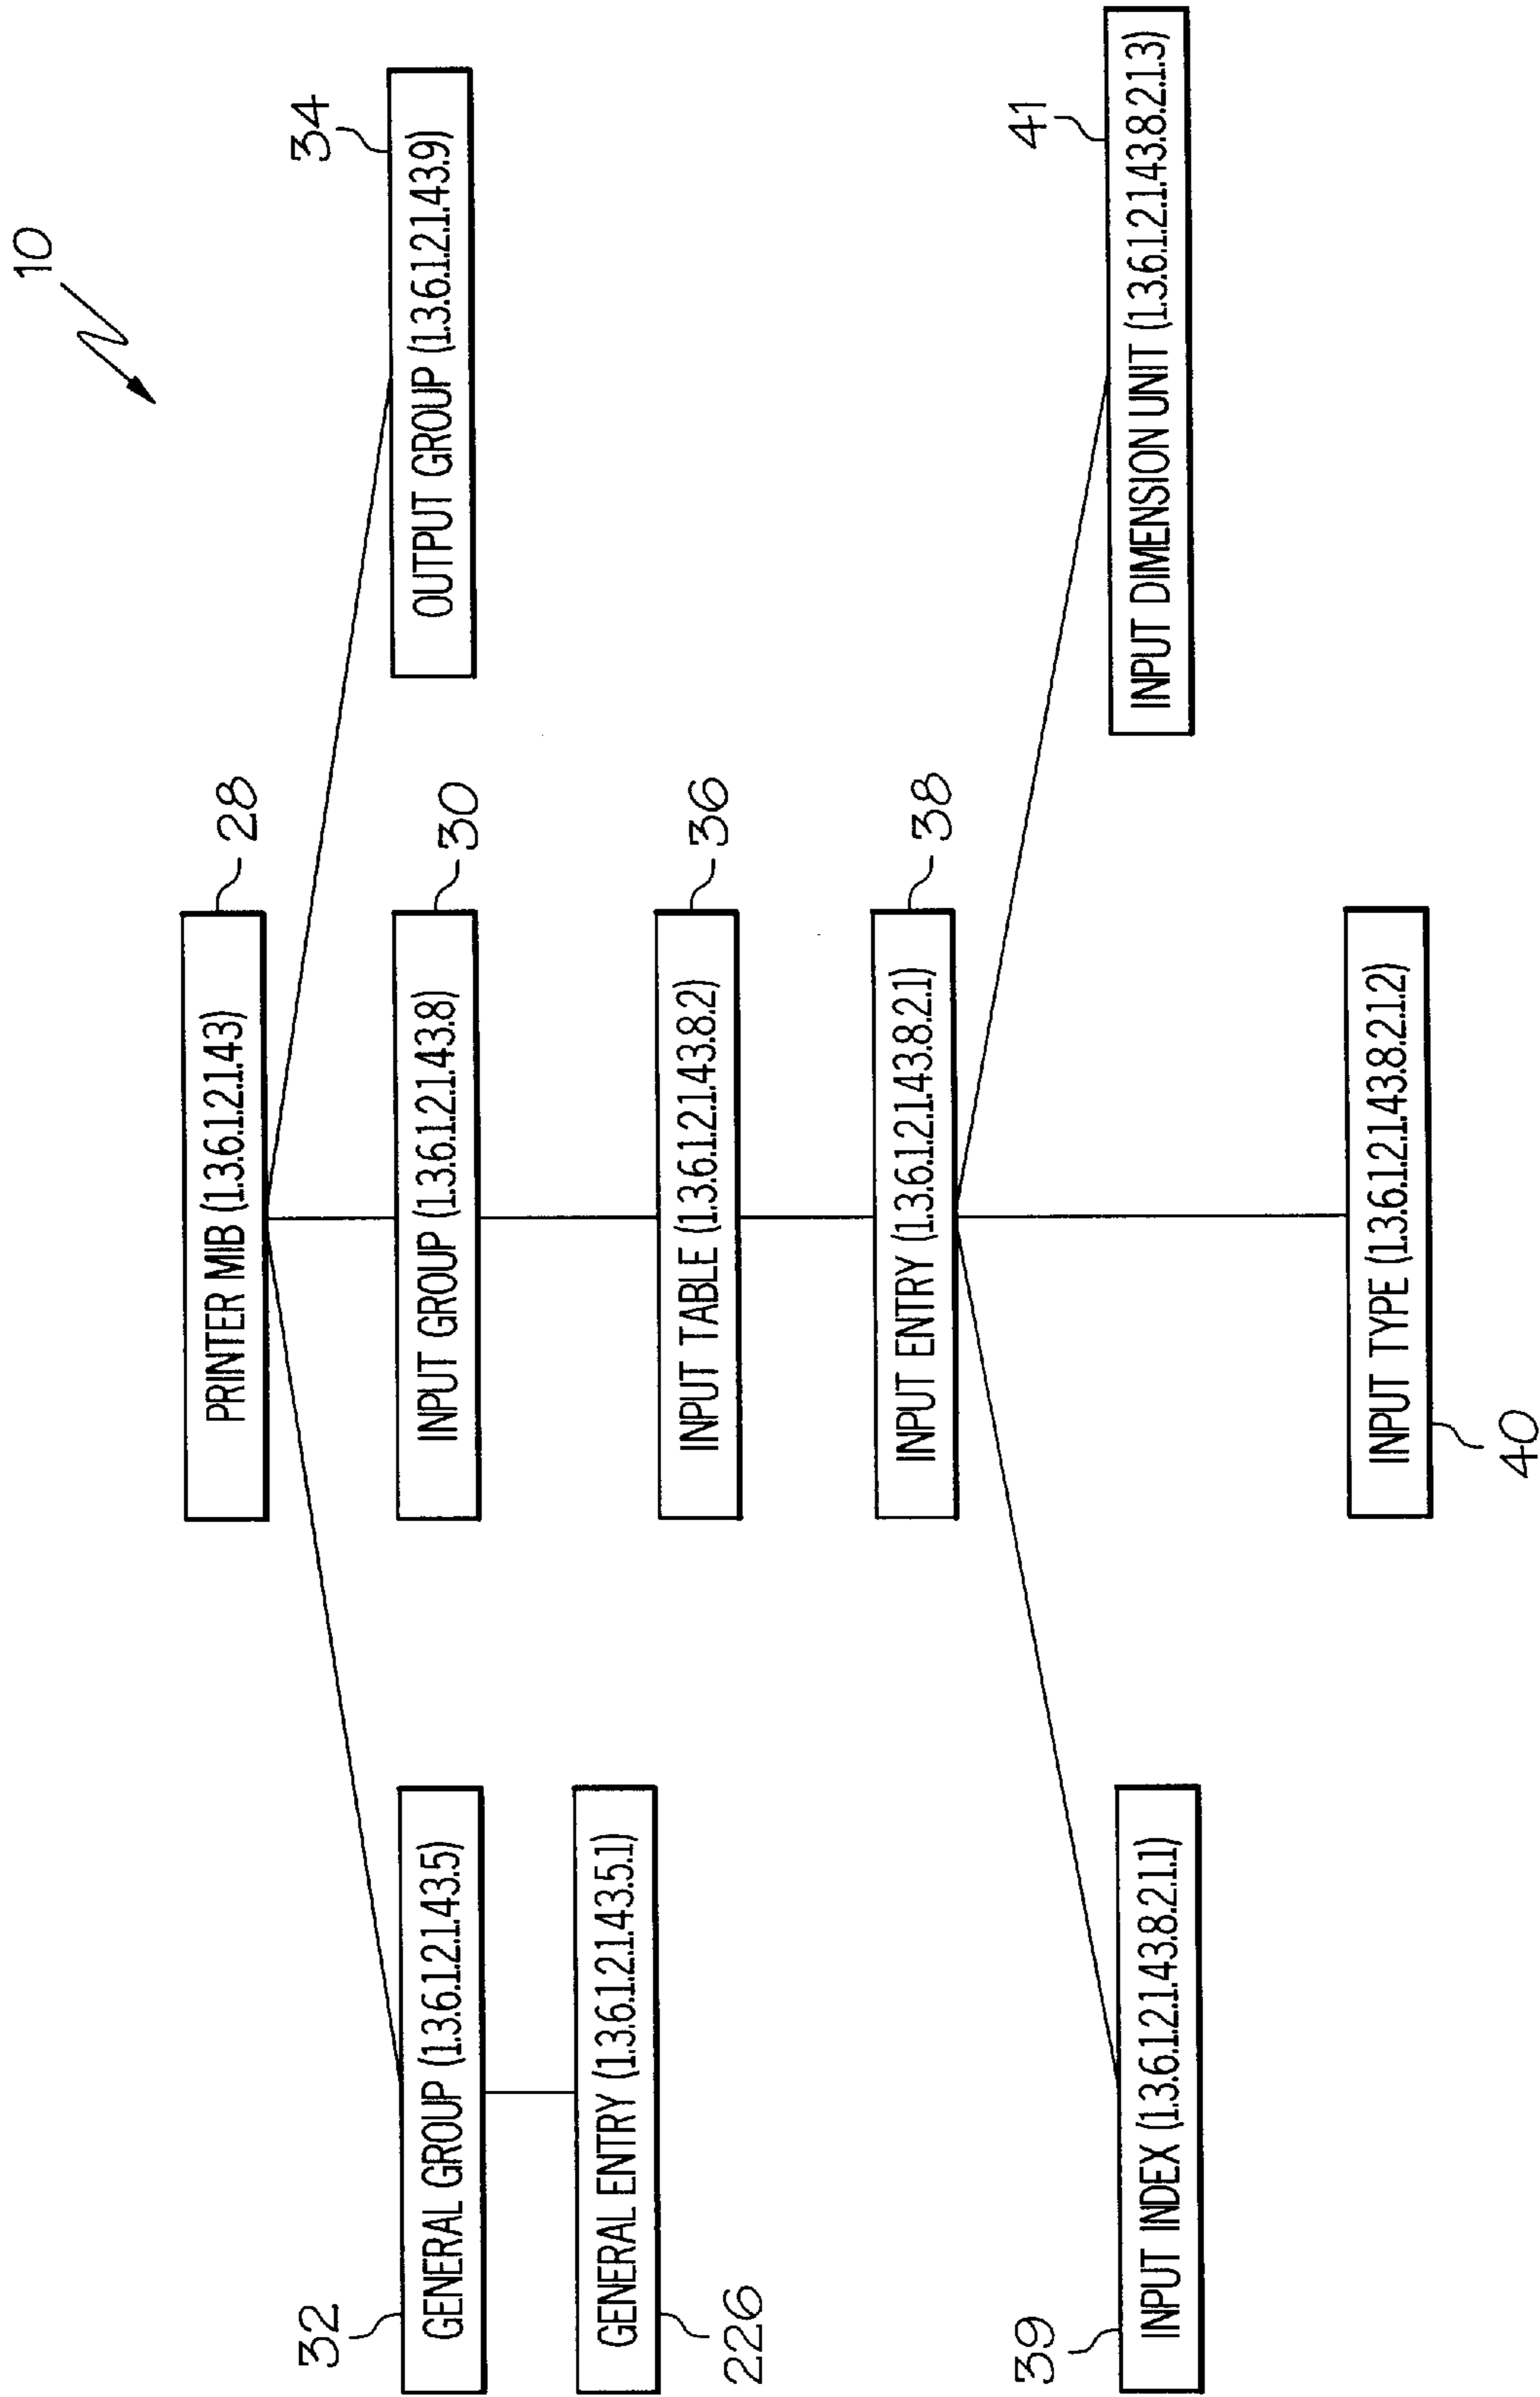 10
PRINTER MIB (1.3.6.1.2.1.43)
28
32
GENERAL GROUP (1.3.6.1.2.1.43.5)
INPUT GROUP (1.3.6.1.2.1.43.8)
30
34
OUTPUT GROUP (1.3.6.1.2.1.43.9)
GENERAL ENTRY (1.3.6.1.2.1.43.5.1)
226
INPUT TABLE (1.3.6.1.2.1.43.8.2)
36
INPUT ENTRY (1.3.6.1.2.1.43.8.2.1)
38
39
INPUT INDEX (1.3.6.1.2.1.43.8.2.1.1)
41
INPUT DIMENSION UNIT (1.3.6.1.2.1.43.8.2.1.3)
INPUT TYPE (1.3.6.1.2.1.43.8.2.1.2)
40